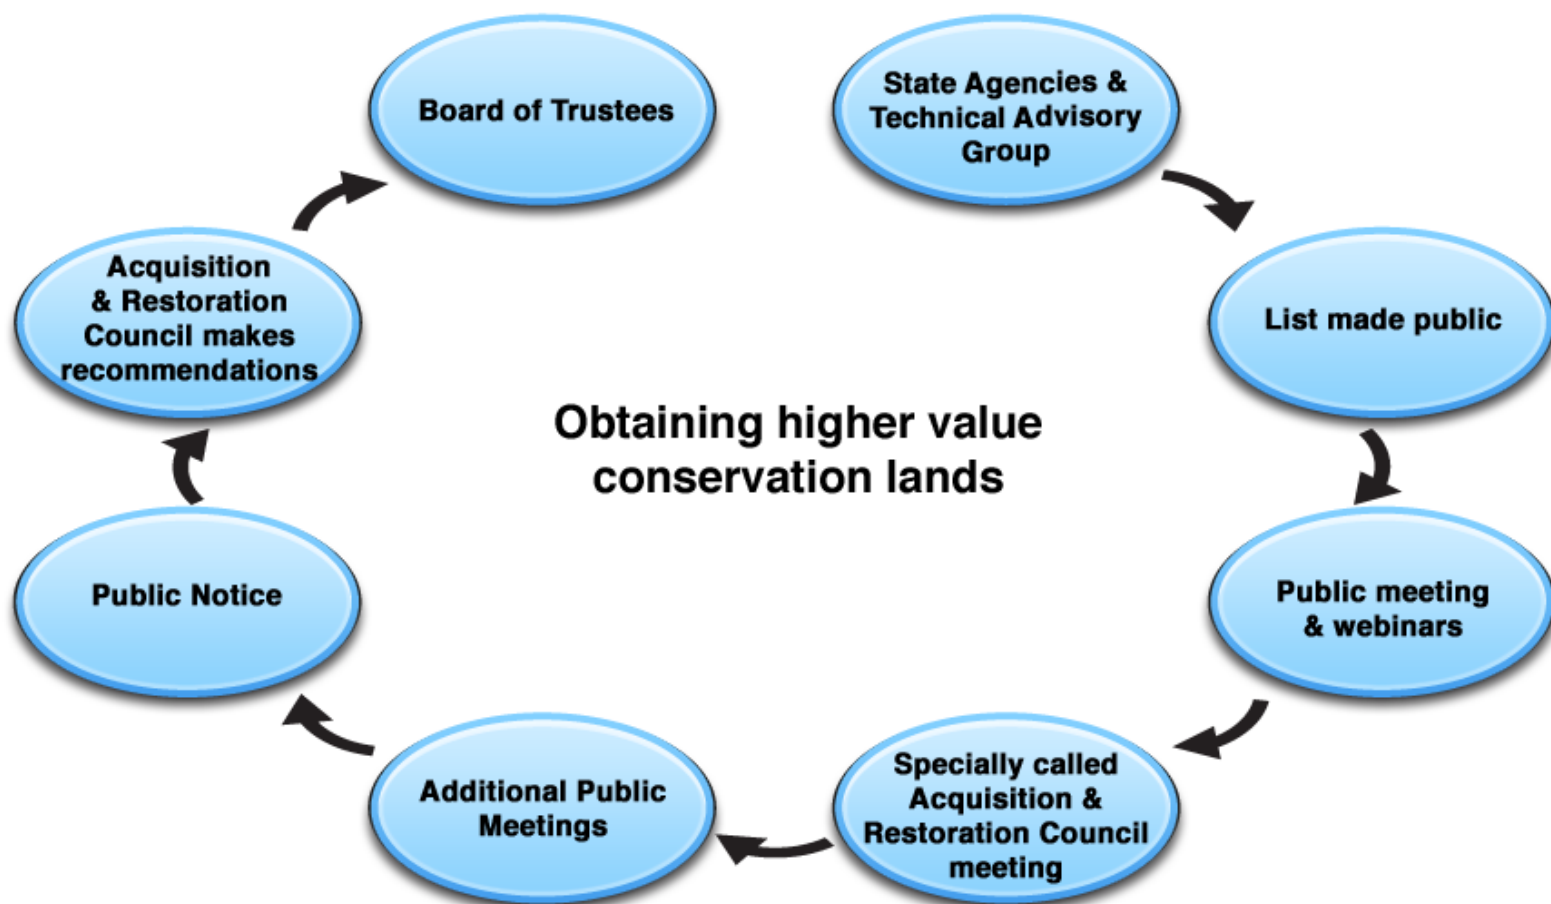 Board of Trustees
State Agencies &
Technical Advisory
Group
Acquisition
& Restoration
Council makes
recommendations
List made public
Obtaining higher value
conservation lands
Public Notice
Public meeting
& webinars
Additional Public
Meetings
Specially called
Acquisition &
Restoration Council
meeting